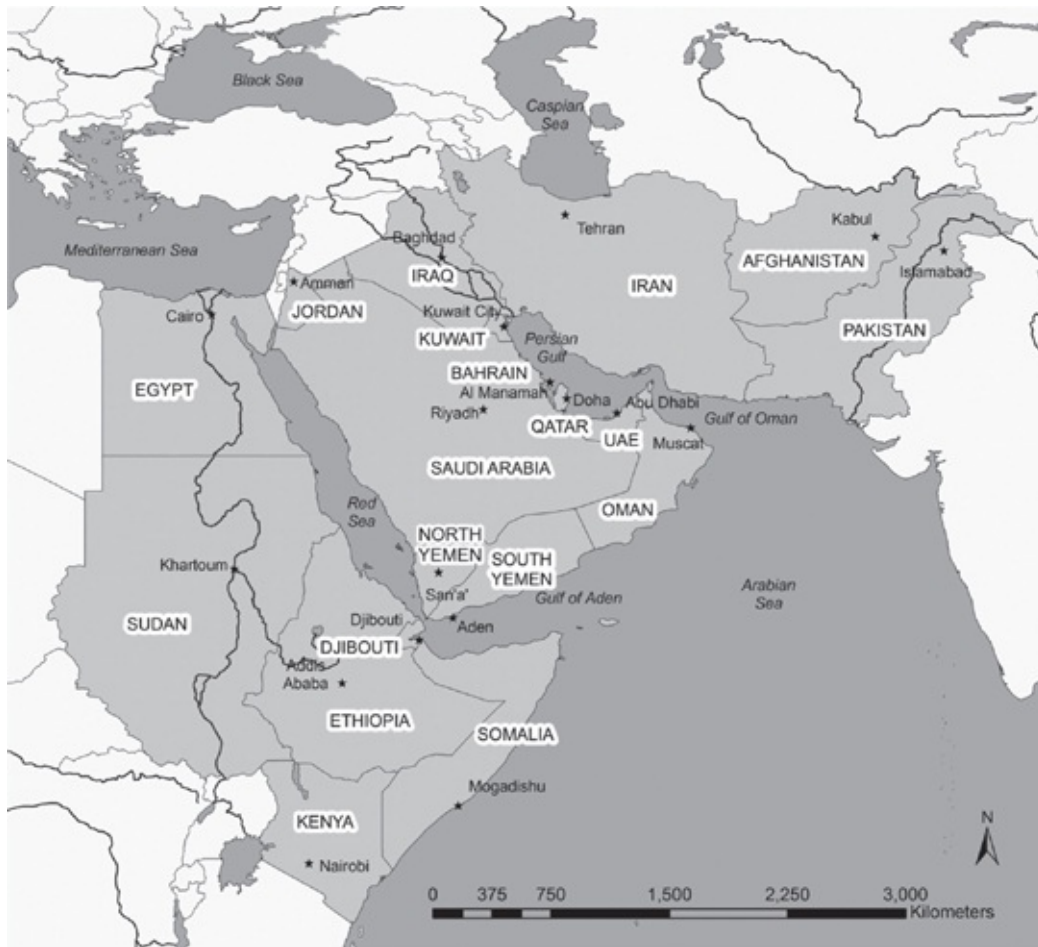 Black Sea
Caspian
Sea
Mediterranean Sea
Tehran
Kabul
AFGHANISTAN
Islamabad
Baghdad
IRAQ
IRAN
Amman
JORDAN
Cairo
Kuwait City
KUWAIT
PAKISTAN
Persian
Gulf
EGYPT
BAHRAIN
Al Manamah
Doha
Abu Dhabi
Riyadh
QATAR
UAE
Gulf of Oman
Muscat
SAUDI ARABIA
Red
Sea
OMAN
NORTH
YEMEN
SOUTH
YEMEN
San'a'
Khartoum
Gulf of Aden
Arabian
Sea
SUDAN
Djibouti
DJIBOUTI
Aden
Addis
Ababa
ETHIOPIA
SOMALIA
Mogadishu
KENYA
Nairobi
N
0 375 750 1,500 2,250 3,000
Kilometers